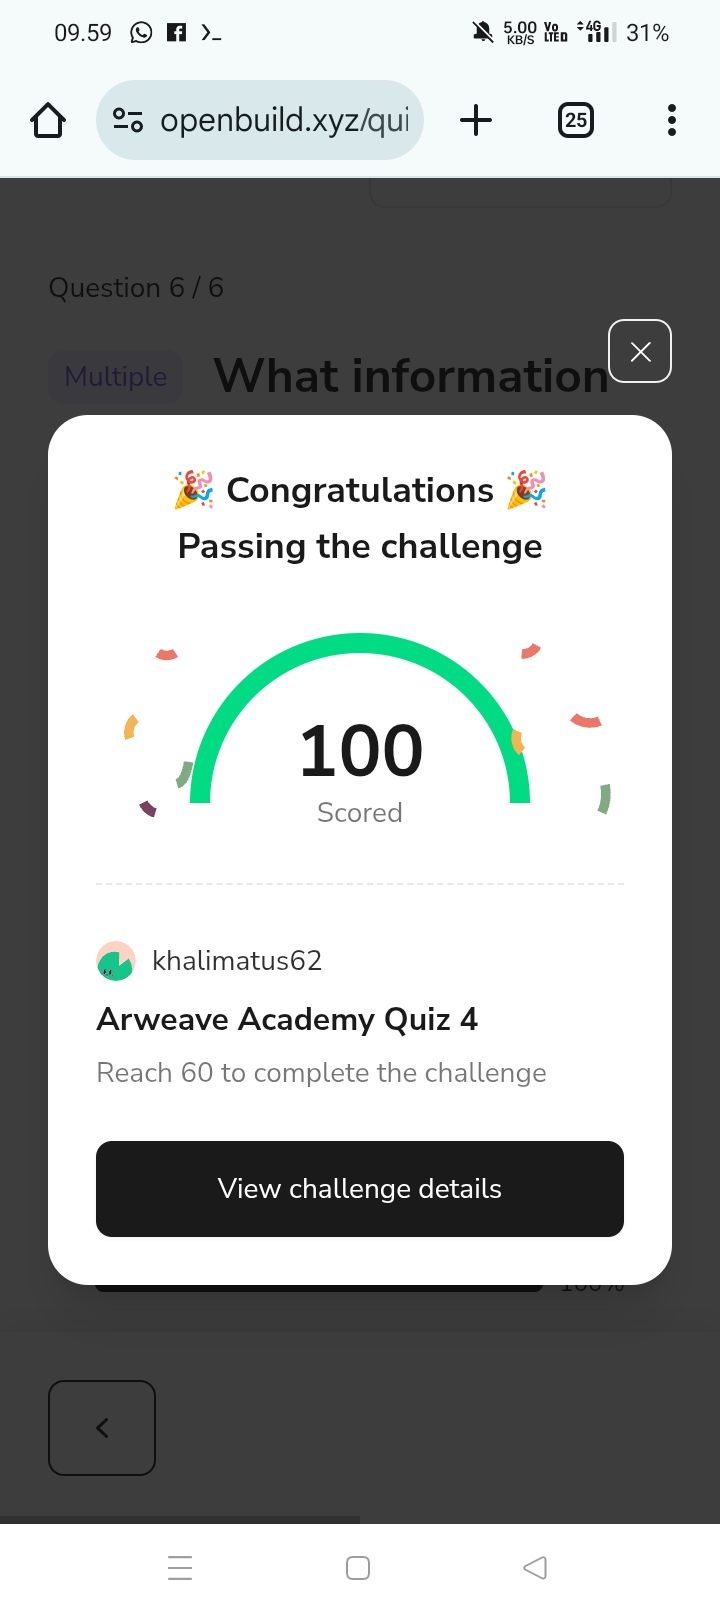 09.59 5.00 KB/S Vo LTED 4G 31%
openbuild.xyz/qui
25
Question 6 / 6
Multiple What information
🎉 Congratulations 🎉
Passing the challenge
100
Scored
khalimatus62
Arweave Academy Quiz 4
Reach 60 to complete the challenge
View challenge details
100%